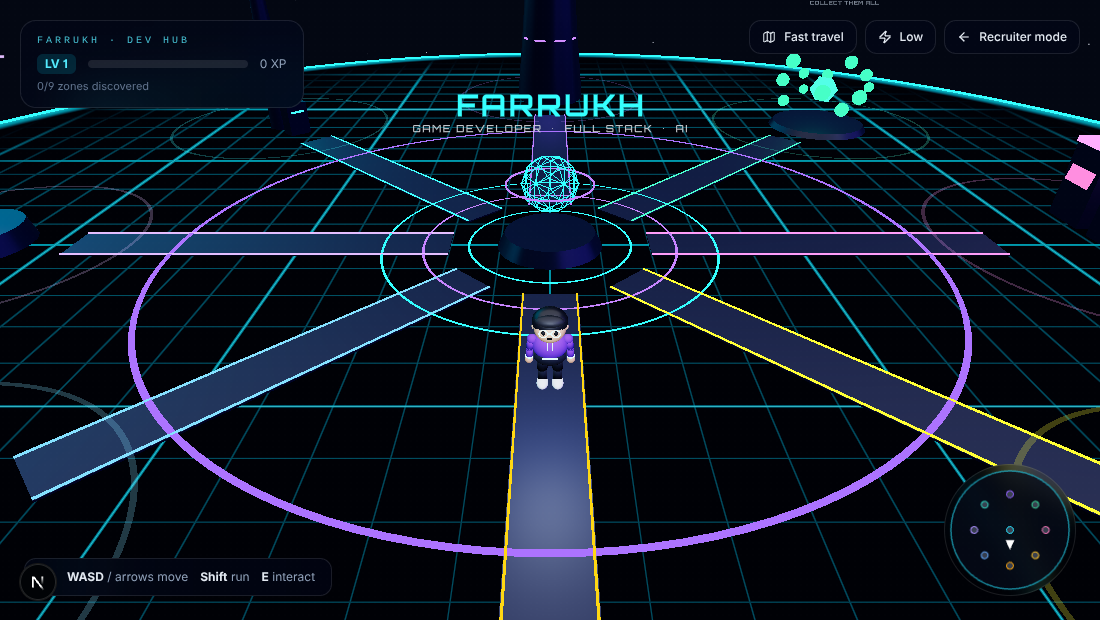 COLLECT THEM ALL
FARRUKH · DEV HUB
LV 1
0 XP
0/9 zones discovered
Fast travel
Low
Recruiter mode
FARRUKH
GAME DEVELOPER · FULL STACK · AI
N
WASD / arrows move Shift run E interact